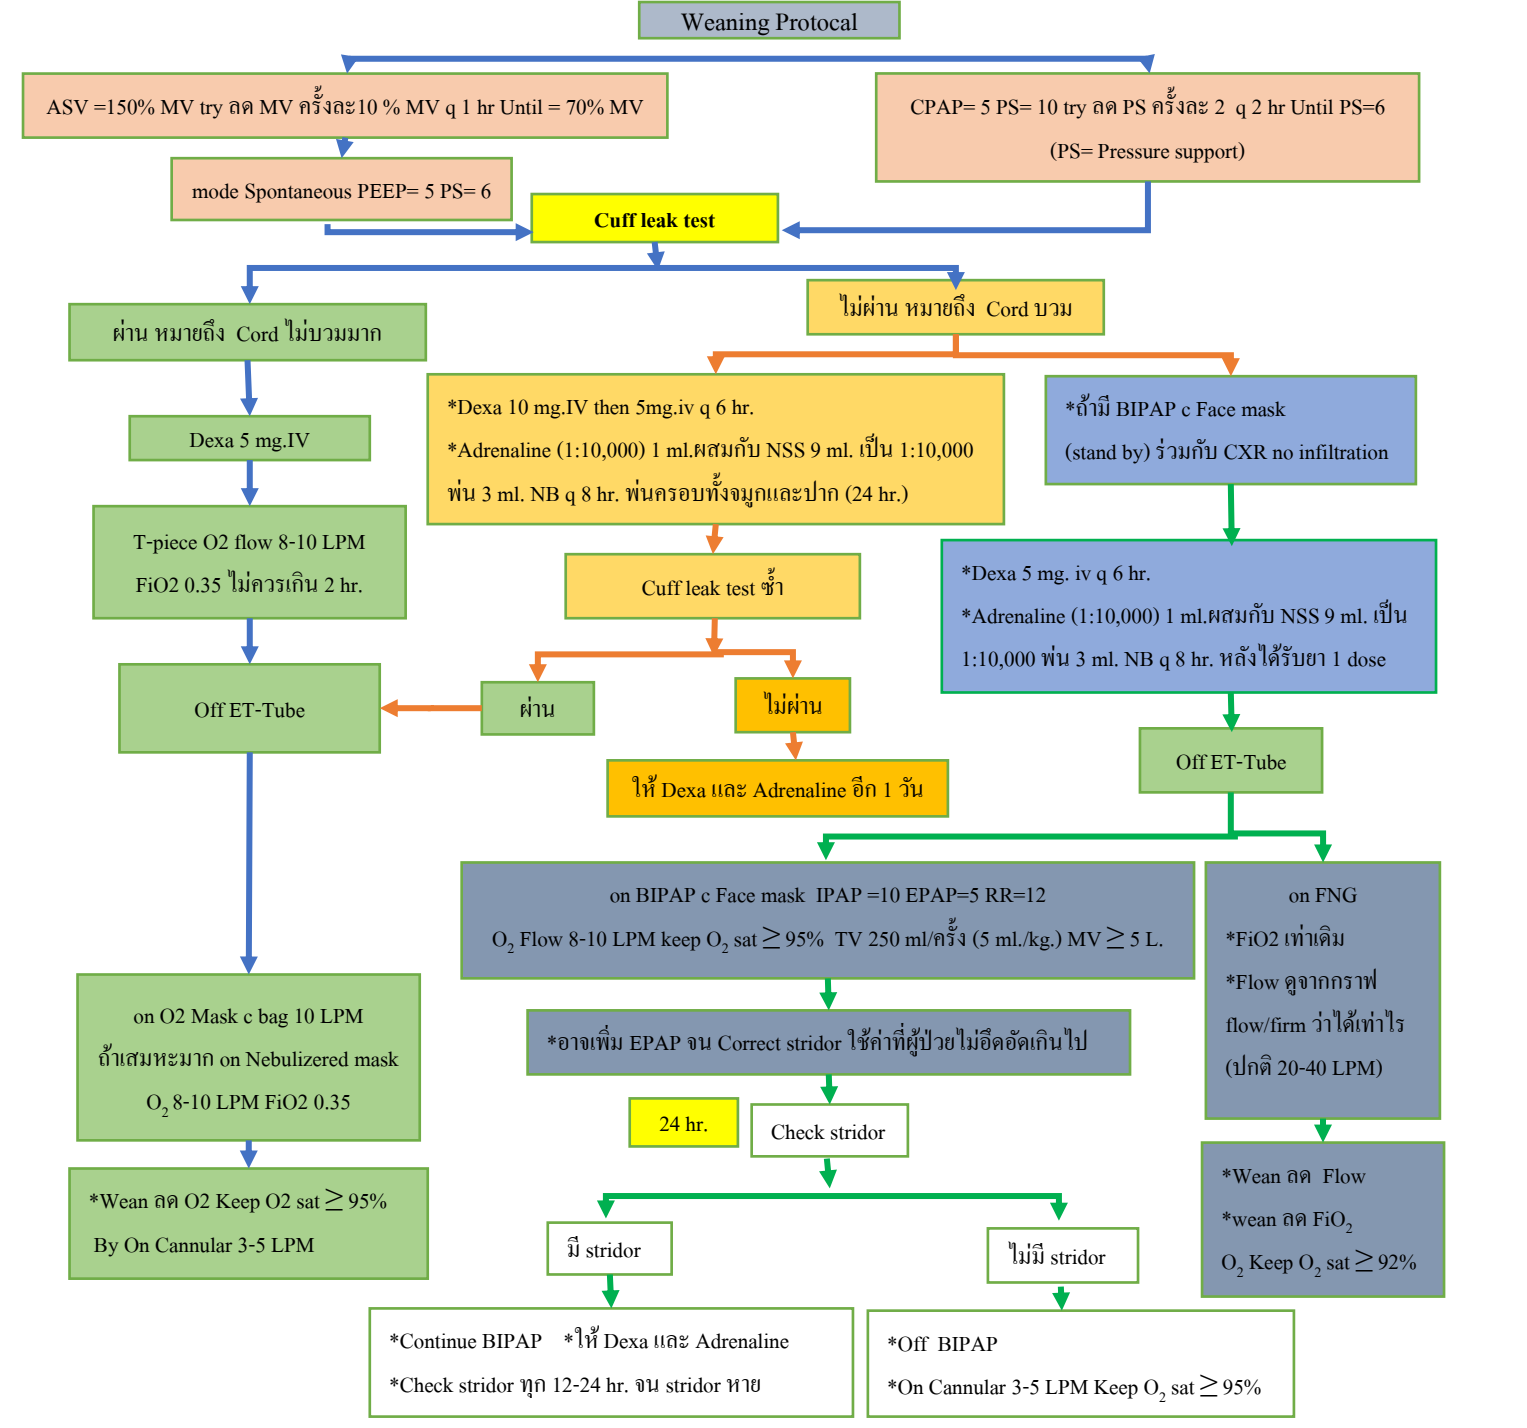 Weaning Protocal
ASV =150% MV try ลด MV ครั้งละ10 % MV q 1 hr Until = 70% MV
CPAP= 5 PS= 10 try ลด PS ครั้งละ 2 q 2 hr Until PS=6
(PS= Pressure support)
mode Spontaneous PEEP= 5 PS= 6
Cuff leak test
ผ่าน หมายถึง Cord ไม่บวมมาก
ไม่ผ่าน หมายถึง Cord บวม
Dexa 5 mg.IV
T-piece O2 flow 8-10 LPM
FiO2 0.35 ไม่ควรเกิน 2 hr.
*Dexa 10 mg.IV then 5mg.iv q 6 hr.
*Adrenaline (1:10,000) 1 ml.ผสมกับ NSS 9 ml. เป็น 1:10,000
พ่น 3 ml. NB q 8 hr. พ่นครอบทั้งจมูกและปาก (24 hr.)
*ถ้ามี BIPAP c Face mask
(stand by) ร่วมกับ CXR no infiltration
Cuff leak test ซ้ำ
*Dexa 5 mg. iv q 6 hr.
*Adrenaline (1:10,000) 1 ml.ผสมกับ NSS 9 ml. เป็น
1:10,000 พ่น 3 ml. NB q 8 hr. หลังได้รับยา 1 dose
Off ET-Tube
ผ่าน
ไม่ผ่าน
ให้ Dexa และ Adrenaline อีก 1 วัน
Off ET-Tube
on BIPAP c Face mask IPAP =10 EPAP=5 RR=12
O2 Flow 8-10 LPM keep O2 sat ≥ 95% TV 250 ml/ครั้ง (5 ml./kg.) MV ≥ 5 L.
on FNG
*FiO2 เท่าเดิม
*Flow ดูจากกราฟ
flow/firm ว่าได้เท่าไร
(ปกติ 20-40 LPM)
on O2 Mask c bag 10 LPM
ถ้าเสมหะมาก on Nebulizered mask
O2 8-10 LPM FiO2 0.35
*อาจเพิ่ม EPAP จน Correct stridor ใช้ค่าที่ผู้ป่วยไม่อึดอัดเกินไป
24 hr.
Check stridor
*Wean ลด O2 Keep O2 sat ≥ 95%
By On Cannular 3-5 LPM
*Wean ลด Flow
*wean ลด FiO2
O2 Keep O2 sat ≥ 92%
มี stridor
ไม่มี stridor
*Continue BIPAP *ให้ Dexa และ Adrenaline
*Check stridor ทุก 12-24 hr. จน stridor หาย
*Off BIPAP
*On Cannular 3-5 LPM Keep O2 sat ≥ 95%